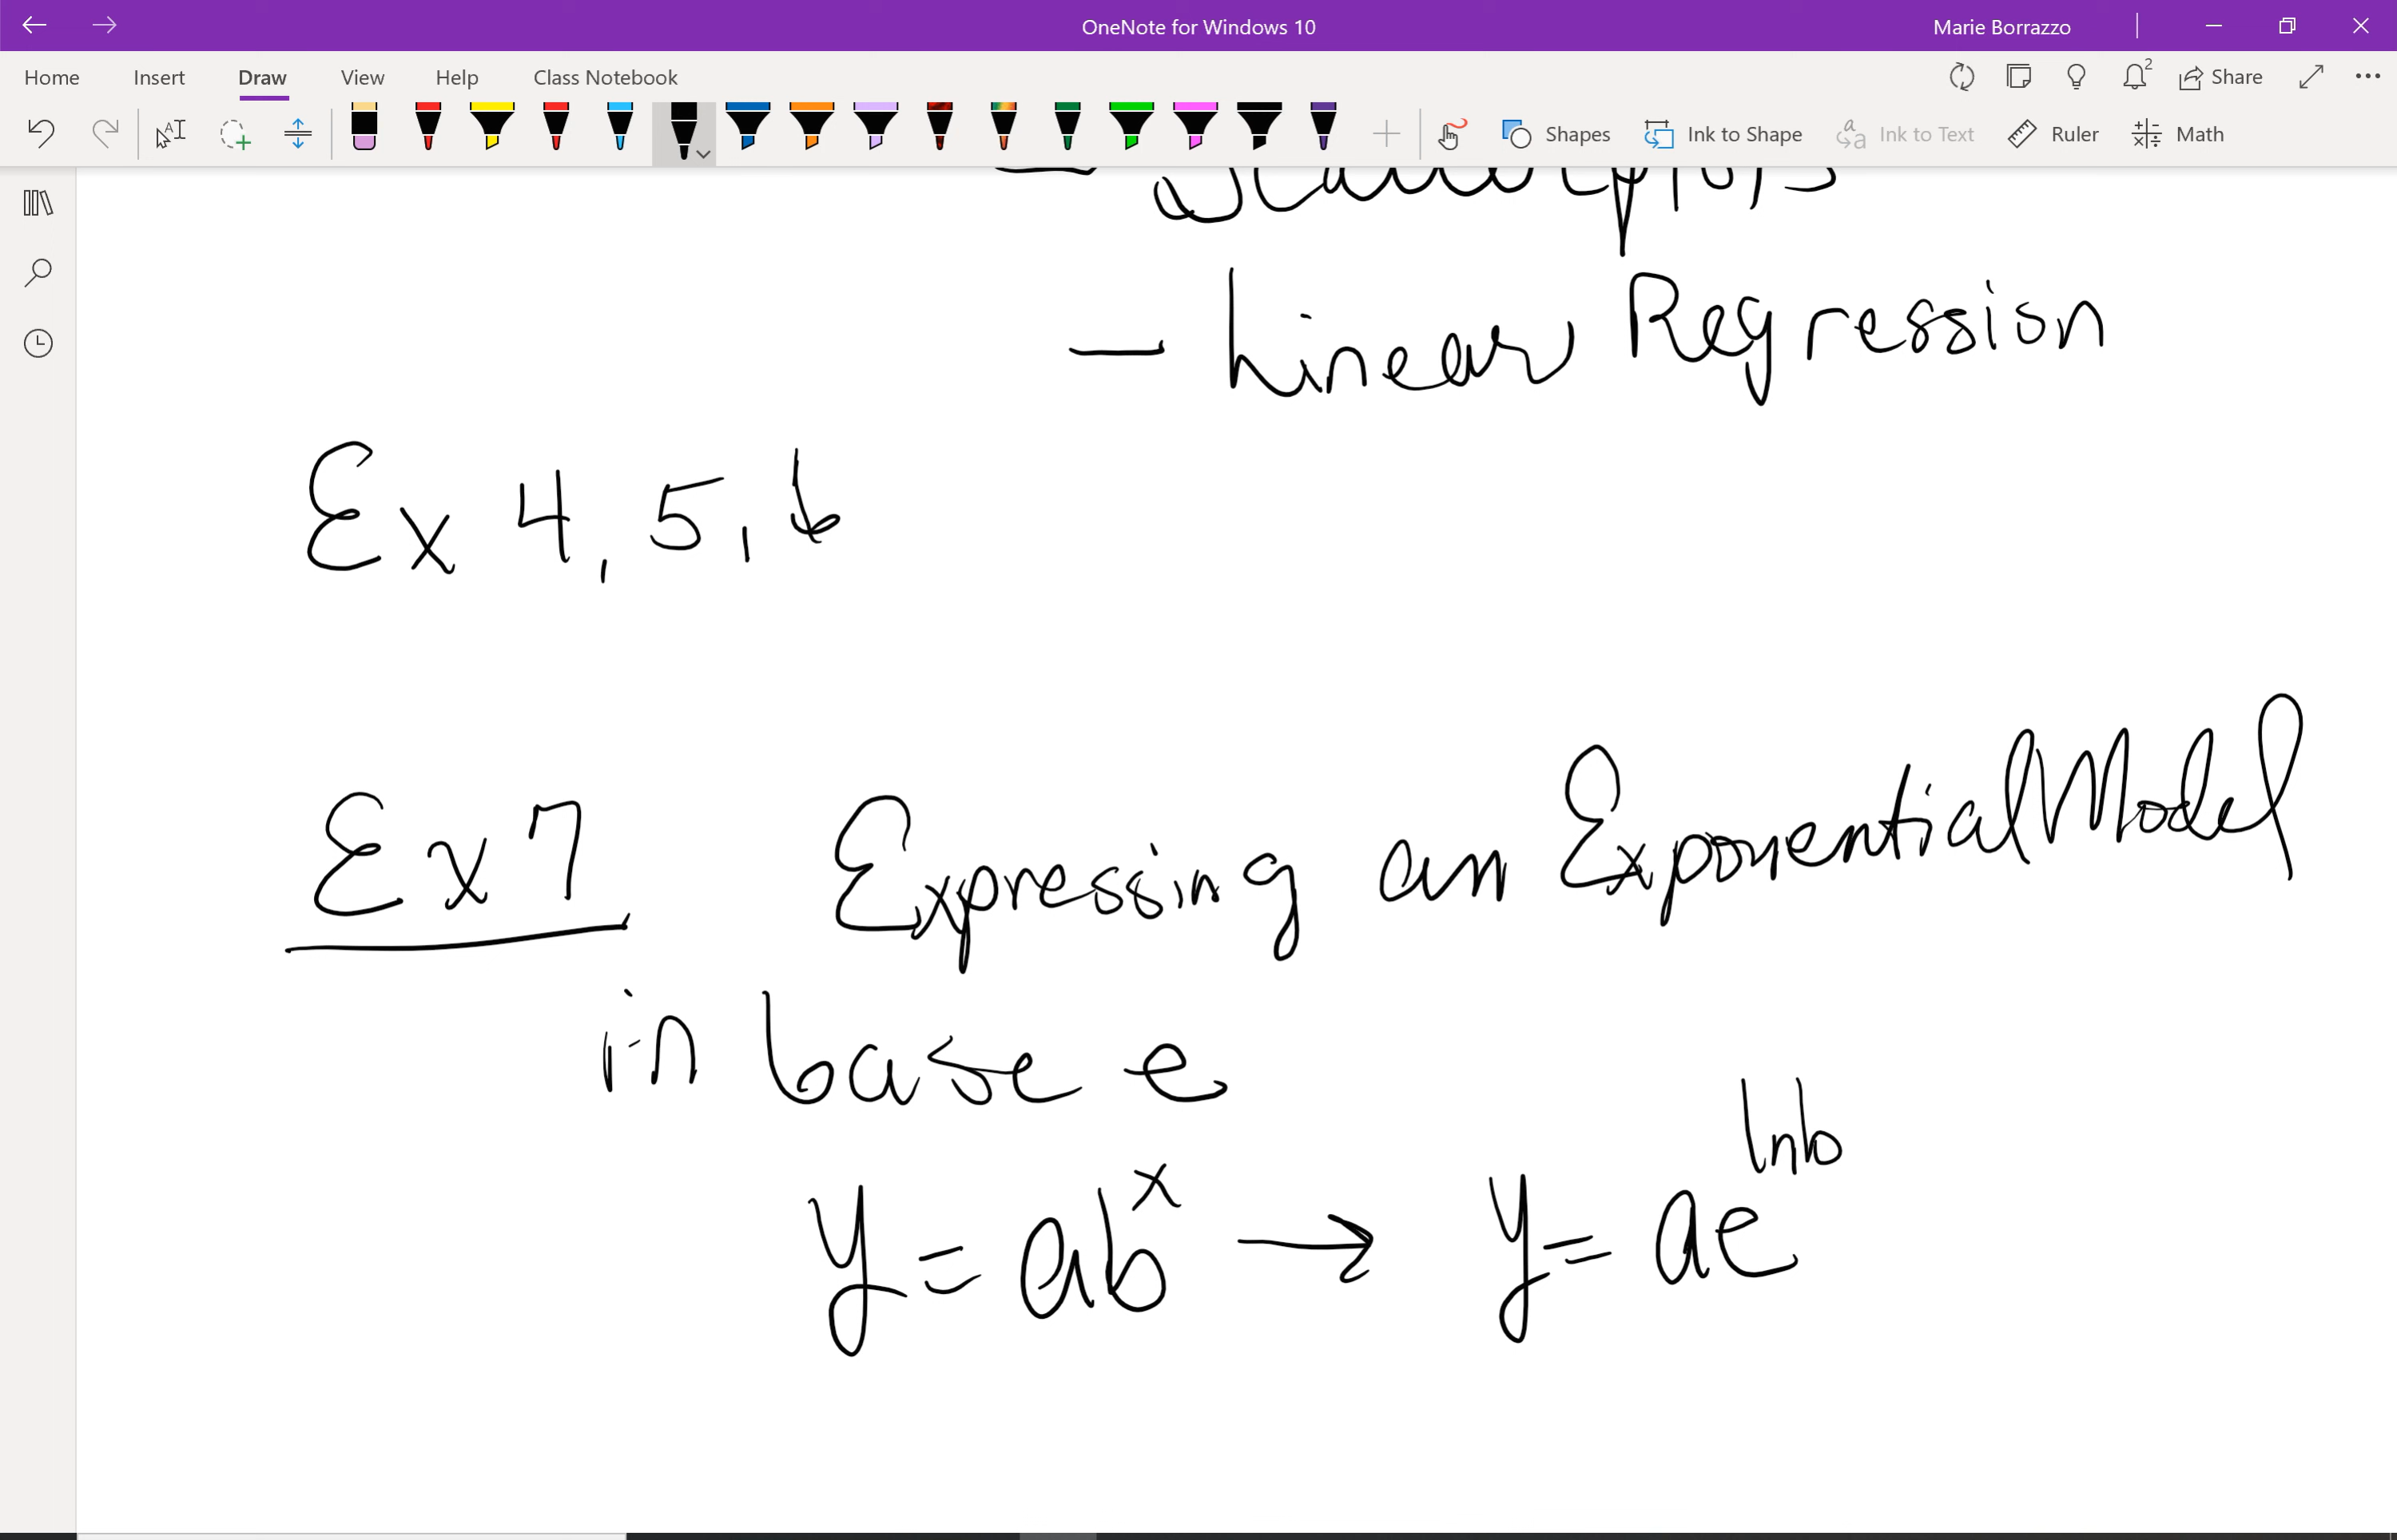 OneNote for Windows 10
Marie Borrazzo
Home Insert Draw View Help Class Notebook
2 Share
Shapes Ink to Shape Ink to Text Ruler Math
— Linear Regression
Ex 4, 5, 6
Ex 7 Expressing an Exponential Model
in base e
y = ab^x → y = ae^lnb